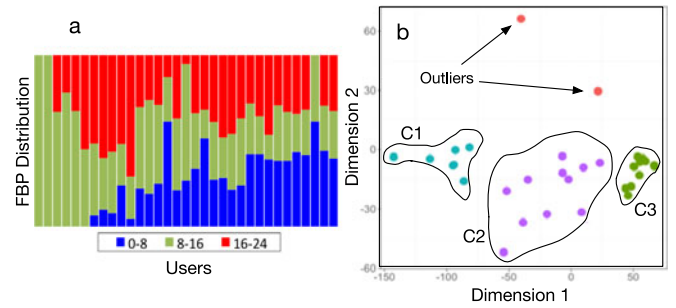 a
FBP Distribution
0-8 8-16 16-24
Users
b
Dimension 2
60
30
0
-30
-60
Outliers
C1
C2
C3
-150 -100 -50 0 50
Dimension 1